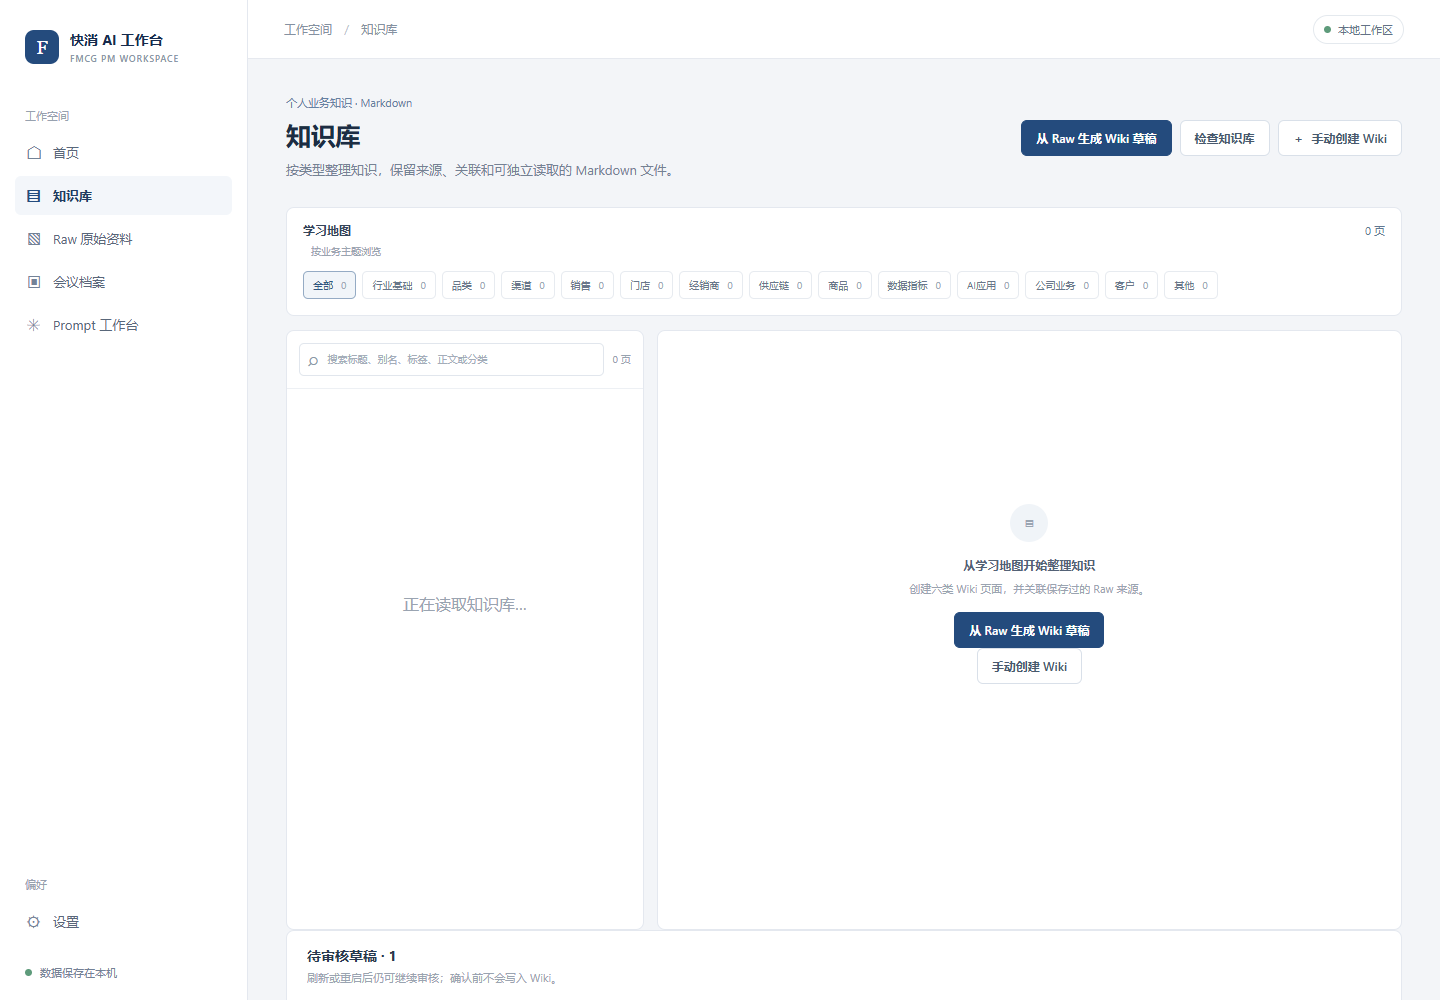 F
快消 AI 工作台
FMCG PM WORKSPACE
工作空间
首页
知识库
Raw 原始资料
会议档案
Prompt 工作台
偏好
设置
数据保存在本机
工作空间 / 知识库
本地工作区
个人业务知识 · Markdown
知识库
按类型整理知识，保留来源、关联和可独立读取的 Markdown 文件。
从 Raw 生成 Wiki 草稿
检查知识库
+ 手动创建 Wiki
学习地图
0 页
按业务主题浏览
全部 0 行业基础 0 品类 0 渠道 0 销售 0 门店 0 经销商 0 供应链 0 商品 0 数据指标 0 AI应用 0 公司业务 0 客户 0 其他 0
搜索标题、别名、标签、正文或分类
0 页
正在读取知识库...
从学习地图开始整理知识
创建六类 Wiki 页面，并关联保存过的 Raw 来源。
从 Raw 生成 Wiki 草稿
手动创建 Wiki
待审核草稿 · 1
刷新或重启后仍可继续审核；确认前不会写入 Wiki。